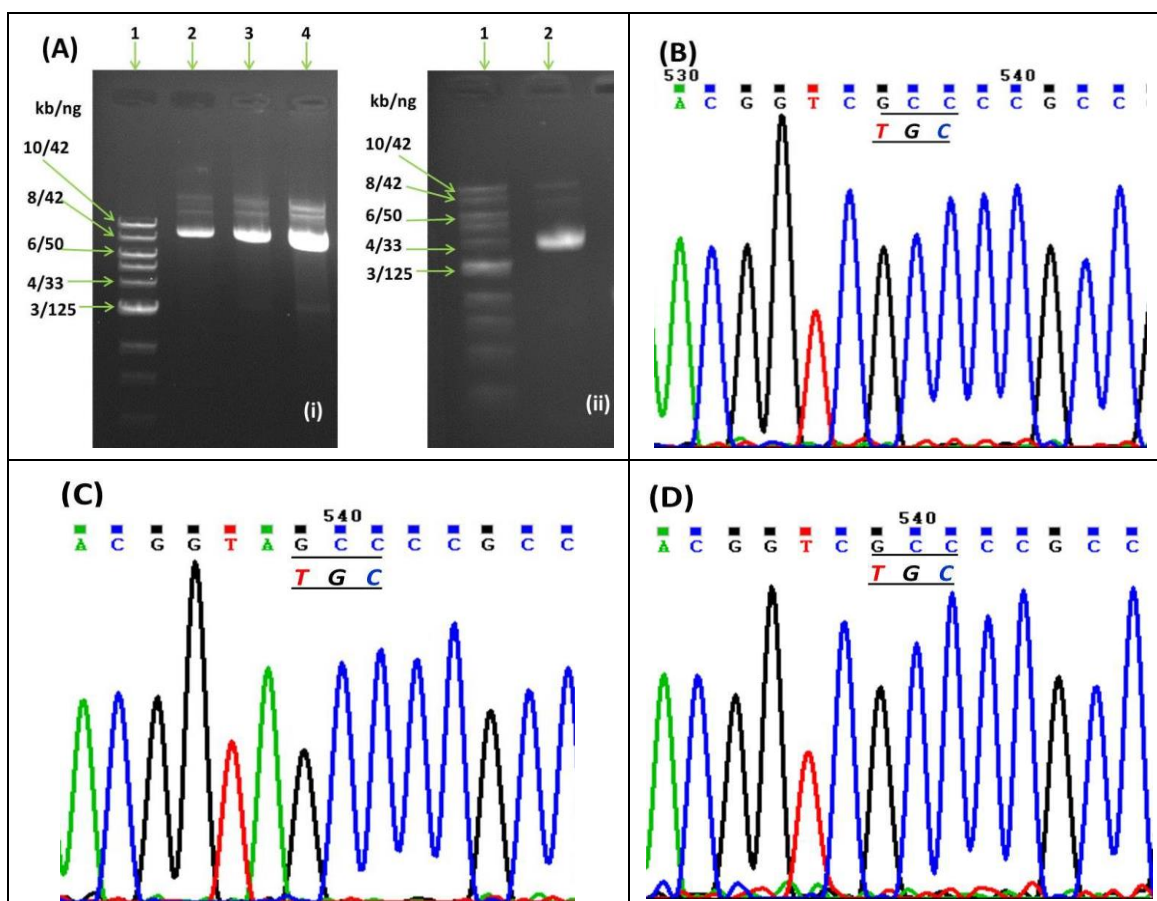 (A)
1 2 3 4
kb/ng
10/42
8/42
6/50
4/33
3/125
(i)
1 2
kb/ng
10/42
8/42
6/50
4/33
3/125
(ii)
(B)
530 540
A C G G T C G C C C G C C
T G C
(C)
540
A C G G T A G C C C G C C
T G C
(D)
540
A C G G T C G C C C G C C
T G C